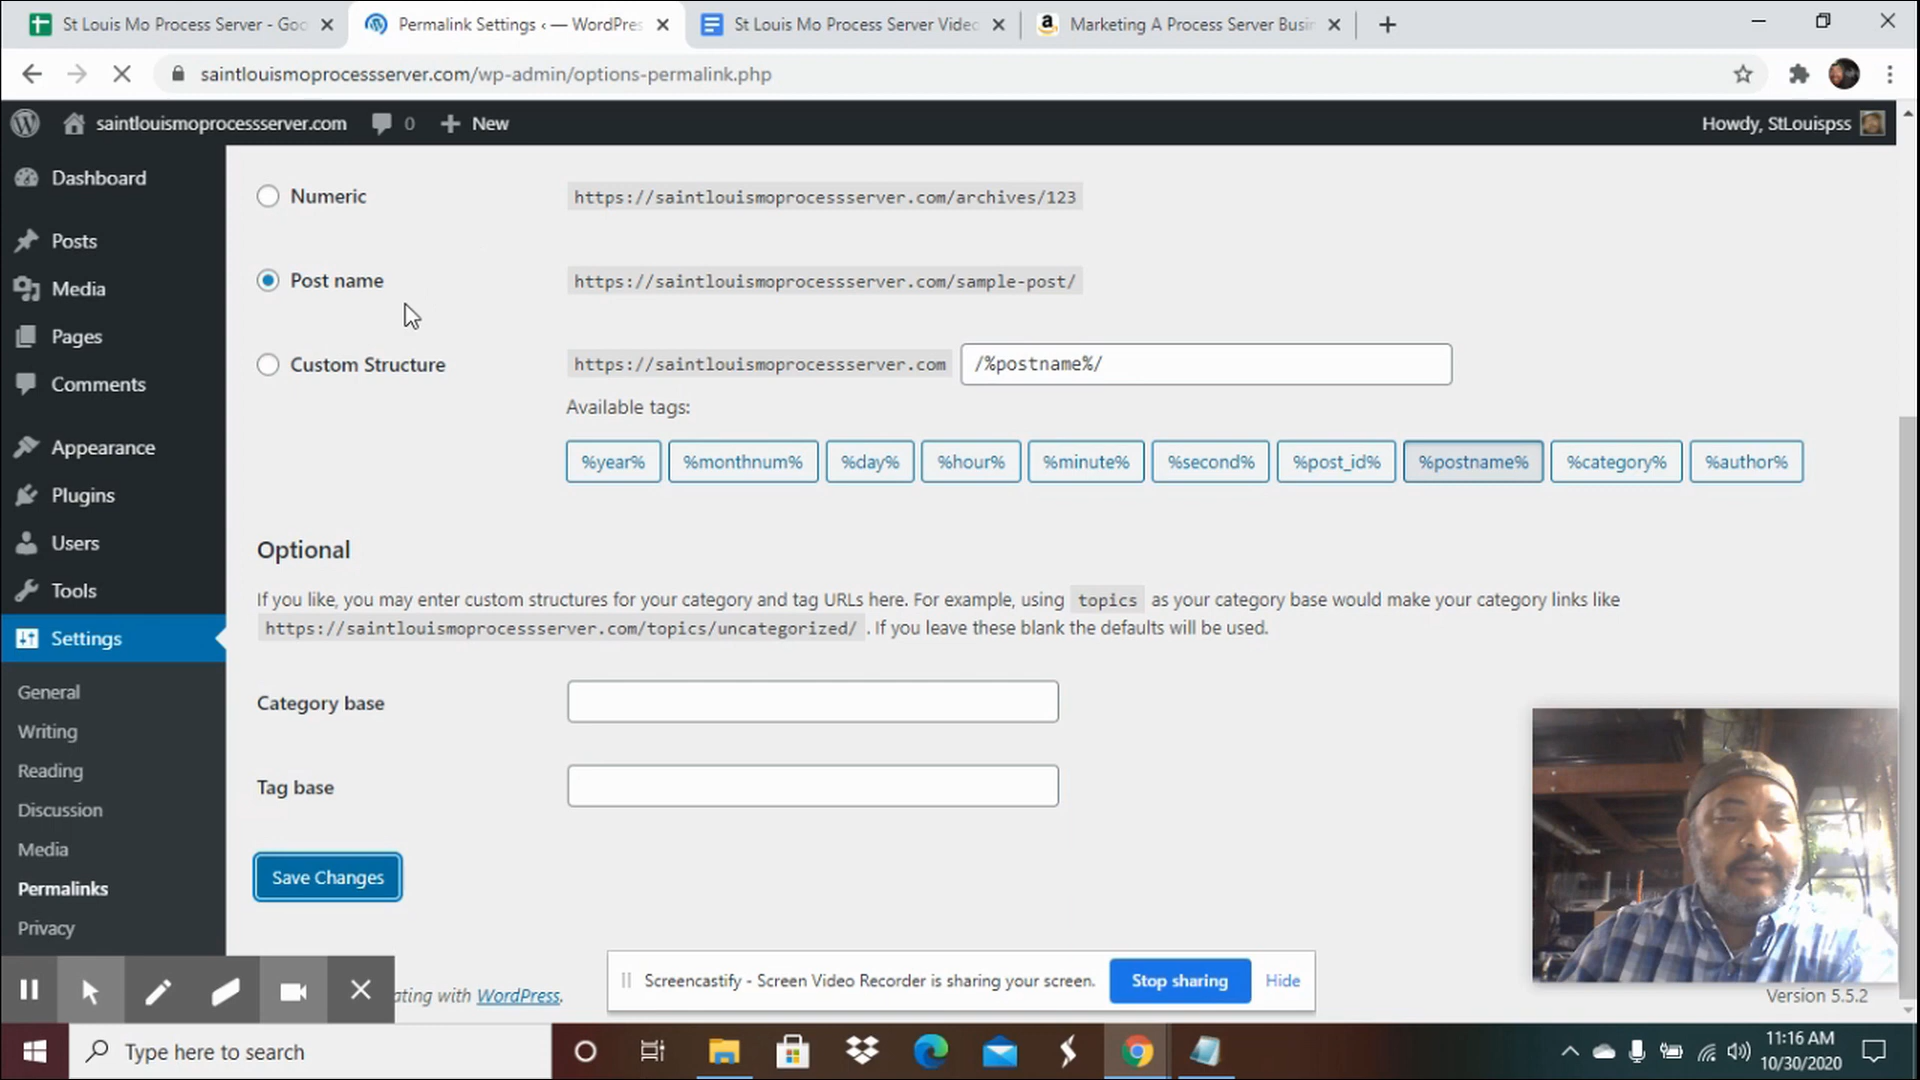 St Louis Mo Process Server - Goo
Permalink Settings ‹ — WordPres
St Louis Mo Process Server Video
Marketing A Process Server Busin
saintlouismoprocessserver.com/wp-admin/options-permalink.php
saintlouismoprocessserver.com
0
New
Howdy, StLouispss
Dashboard
Posts
Media
Pages
Comments
Appearance
Plugins
Users
Tools
Settings
General
Writing
Reading
Discussion
Media
Permalinks
Privacy
Numeric
https://saintlouismoprocessserver.com/archives/123
Post name
https://saintlouismoprocessserver.com/sample-post/
Custom Structure
https://saintlouismoprocessserver.com
/%postname%/
Available tags:
%year% %monthnum% %day% %hour% %minute% %second% %post_id% %postname% %category% %author%
Optional
If you like, you may enter custom structures for your category and tag URLs here. For example, using topics as your category base would make your category links like
https://saintlouismoprocessserver.com/topics/uncategorized/ . If you leave these blank the defaults will be used.
Category base
Tag base
Save Changes
ating with WordPress.
Screencastify - Screen Video Recorder is sharing your screen.
Stop sharing
Hide
Version 5.5.2
Type here to search
11:16 AM
10/30/2020